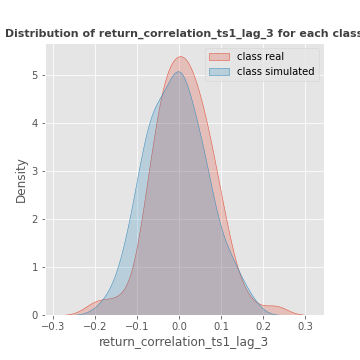 Distribution of return_correlation_ts1_lag_3 for each class
class real
class simulated
5
4
3
2
1
0
Density
−0.3 −0.2 −0.1 0.0 0.1 0.2 0.3
return_correlation_ts1_lag_3